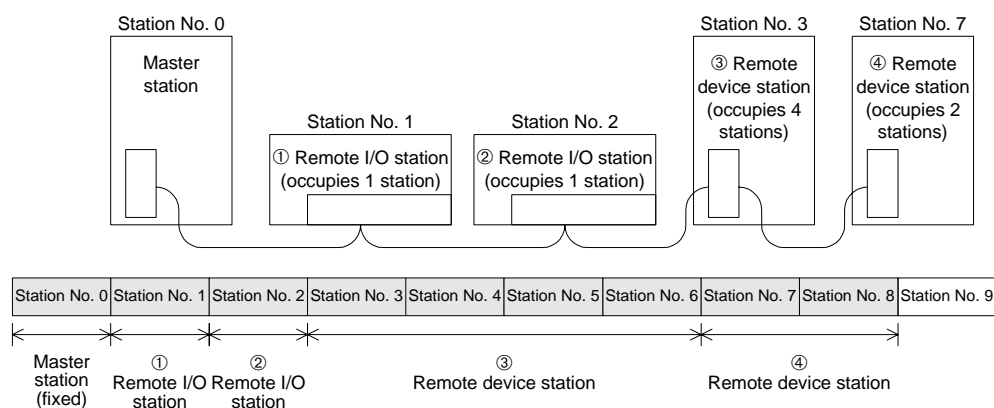 Station No. 0
Master
station
Station No. 1
① Remote I/O station
(occupies 1 station)
Station No. 2
② Remote I/O station
(occupies 1 station)
Station No. 3
③ Remote
device station
(occupies 4
stations)
Station No. 7
④ Remote
device station
(occupies 2
stations)
Station No. 0 Station No. 1 Station No. 2 Station No. 3 Station No. 4 Station No. 5 Station No. 6 Station No. 7 Station No. 8 Station No. 9
Master
station
(fixed)
①
Remote I/O
station
②
Remote I/O
station
③
Remote device station
④
Remote device station